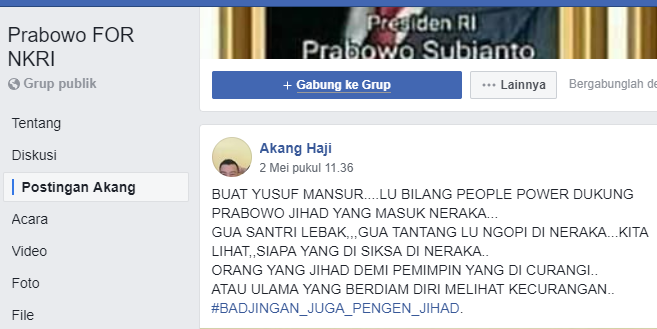 Presiden RI
Prabowo Subianto
Prabowo FOR
NKRI
Grup publik
+ Gabung ke Grup
••• Lainnya
Bergabunglah de
Tentang
Diskusi
Postingan Akang
Acara
Video
Foto
File
Akang Haji
2 Mei pukul 11.36
BUAT YUSUF MANSUR....LU BILANG PEOPLE POWER DUKUNG
PRABOWO JIHAD YANG MASUK NERAKA...
GUA SANTRI LEBAK,,,GUA TANTANG LU NGOPI DI NERAKA...KITA
LIHAT,,SIAPA YANG DI SIKSA DI NERAKA..
ORANG YANG JIHAD DEMI PEMIMPIN YANG DI CURANGI..
ATAU ULAMA YANG BERDIAM DIRI MELIHAT KECURANGAN..
#BADJINGAN_JUGA_PENGEN_JIHAD.